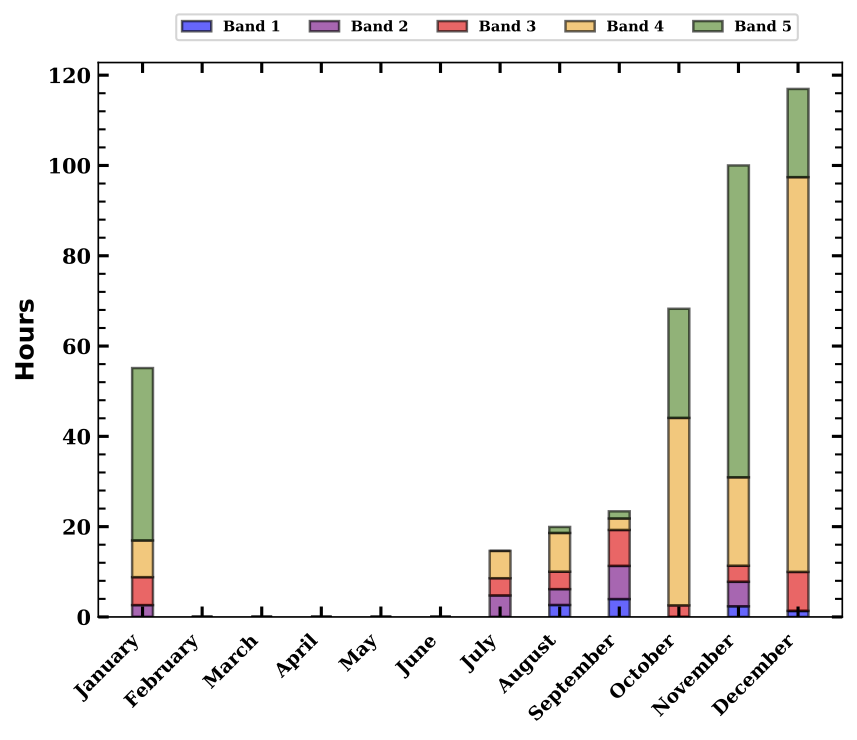 Band 1 Band 2 Band 3 Band 4 Band 5
Hours
120
100
80
60
40
20
0
January February March April May June July August September October November December